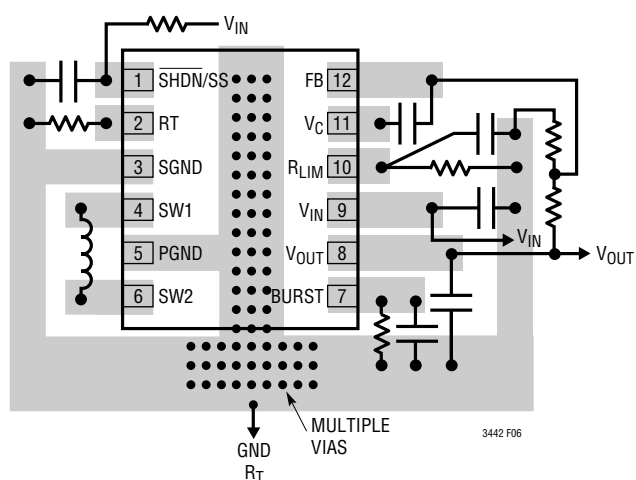 VIN
1 SHDN/SS
2 RT
3 SGND
4 SW1
5 PGND
6 SW2
FB 12
VC 11
RLIM 10
VIN 9
VOUT 8
BURST 7
VIN
VOUT
MULTIPLE
VIAS
GND
RT
3442 F06